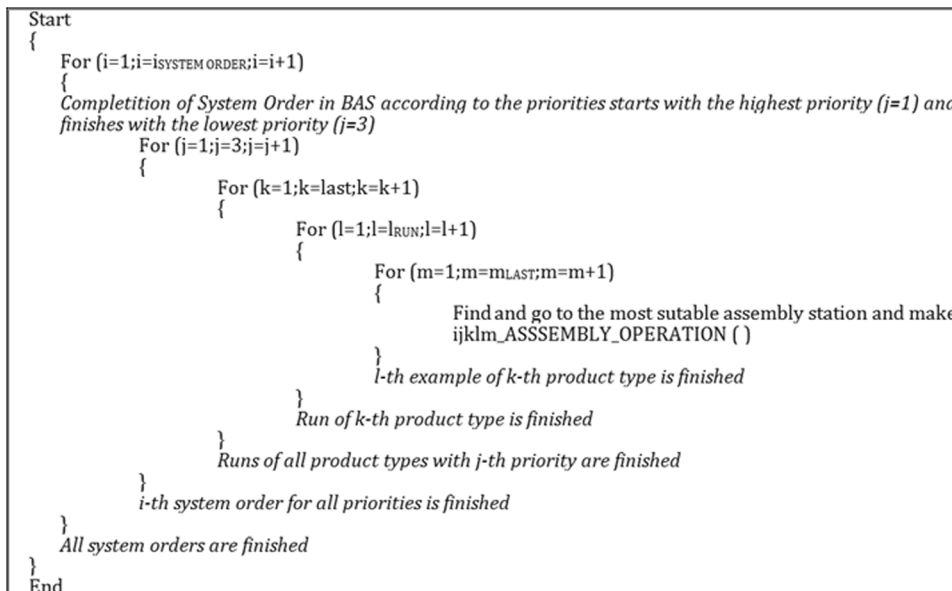 Start
{
For (i=1;i=iSYSTEM ORDER;i=i+1)
{
Completition of System Order in BAS according to the priorities starts with the highest priority (j=1) and
finishes with the lowest priority (j=3)
For (j=1;j=3;j=j+1)
{
For (k=1;k=last;k=k+1)
{
For (l=1;l=lRUN;l=l+1)
{
For (m=1;m=mLAST;m=m+1)
{
Find and go to the most sutable assembly station and make
ijklm_ASSSEMBLY_OPERATION ( )
}
l-th example of k-th product type is finished
}
Run of k-th product type is finished
}
Runs of all product types with j-th priority are finished
}
i-th system order for all priorities is finished
}
All system orders are finished
}
End